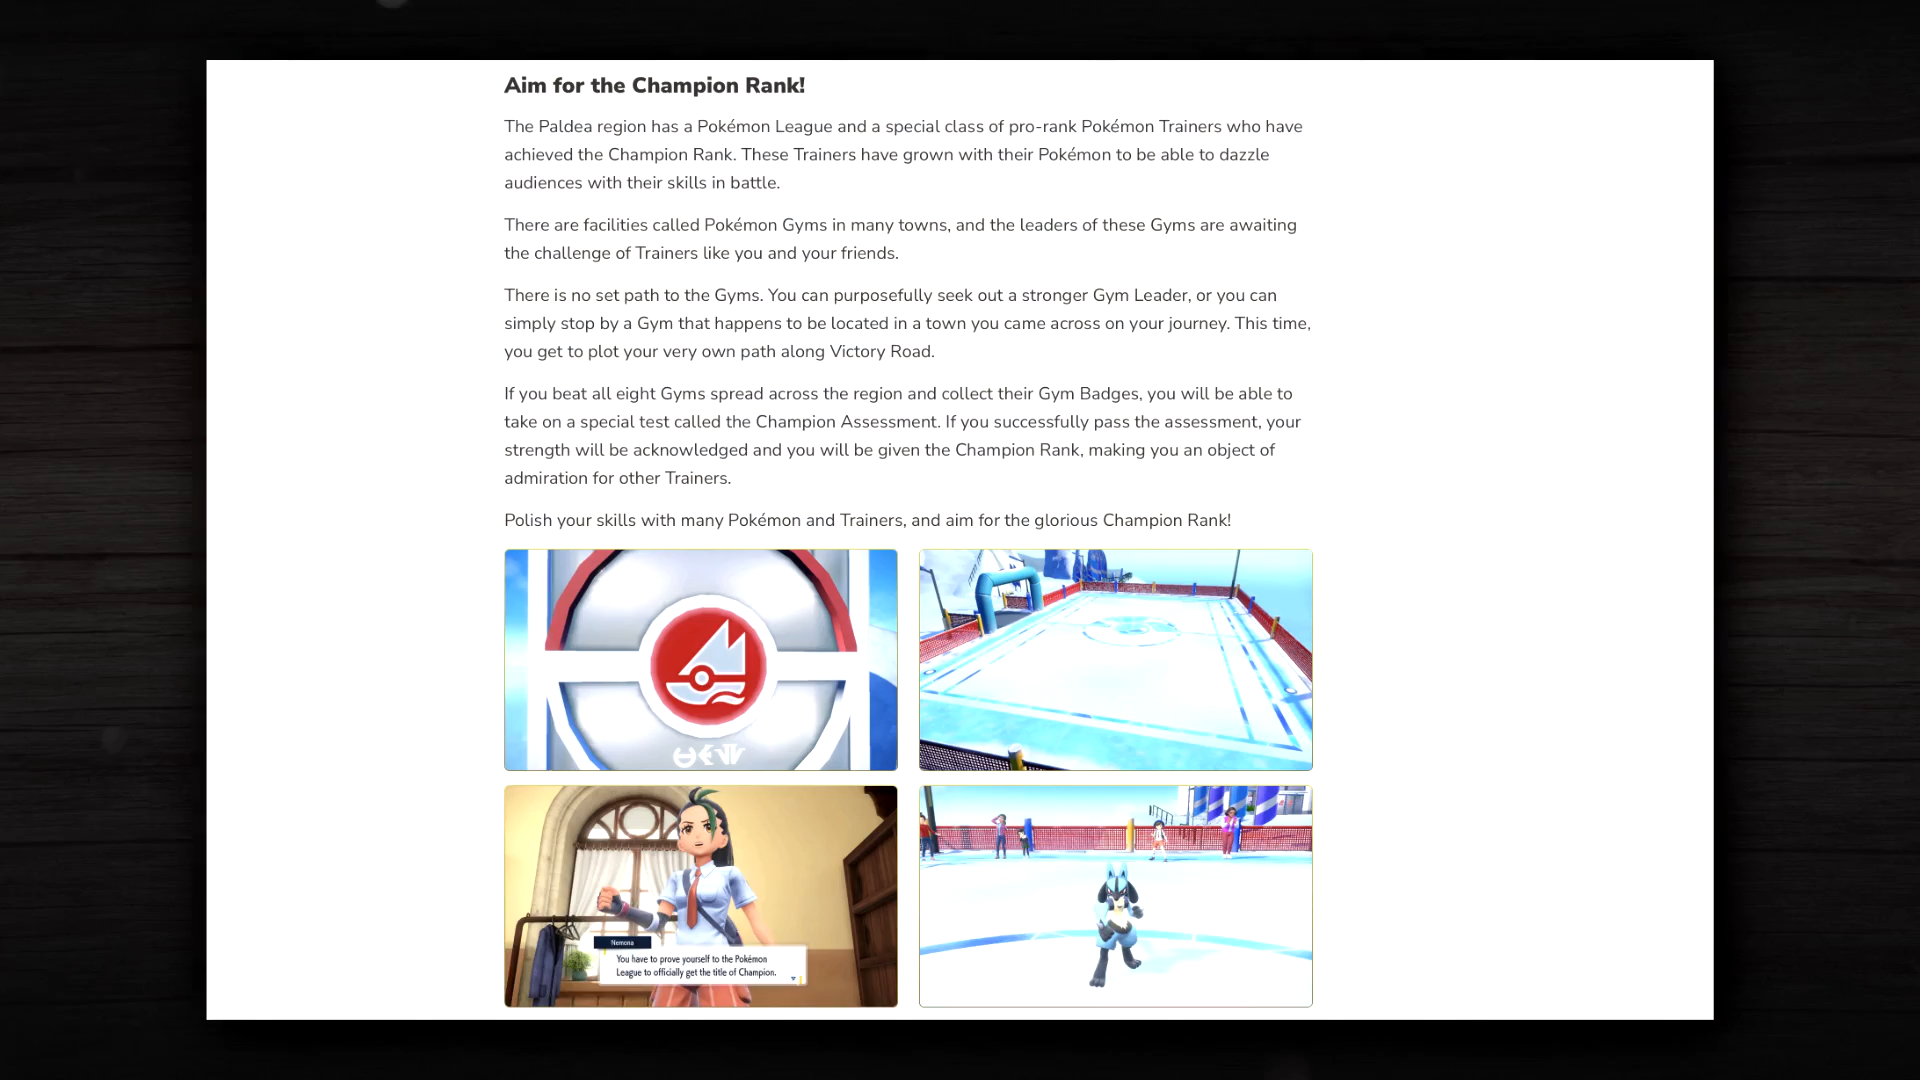 Aim for the Champion Rank!
The Paldea region has a Pokémon League and a special class of pro-rank Pokémon Trainers who have
achieved the Champion Rank. These Trainers have grown with their Pokémon to be able to dazzle
audiences with their skills in battle.
There are facilities called Pokémon Gyms in many towns, and the leaders of these Gyms are awaiting
the challenge of Trainers like you and your friends.
There is no set path to the Gyms. You can purposefully seek out a stronger Gym Leader, or you can
simply stop by a Gym that happens to be located in a town you came across on your journey. This time,
you get to plot your very own path along Victory Road.
If you beat all eight Gyms spread across the region and collect their Gym Badges, you will be able to
take on a special test called the Champion Assessment. If you successfully pass the assessment, your
strength will be acknowledged and you will be given the Champion Rank, making you an object of
admiration for other Trainers.
Polish your skills with many Pokémon and Trainers, and aim for the glorious Champion Rank!
Nemona
You have to prove yourself to the Pokémon
League to officially get the title of Champion.